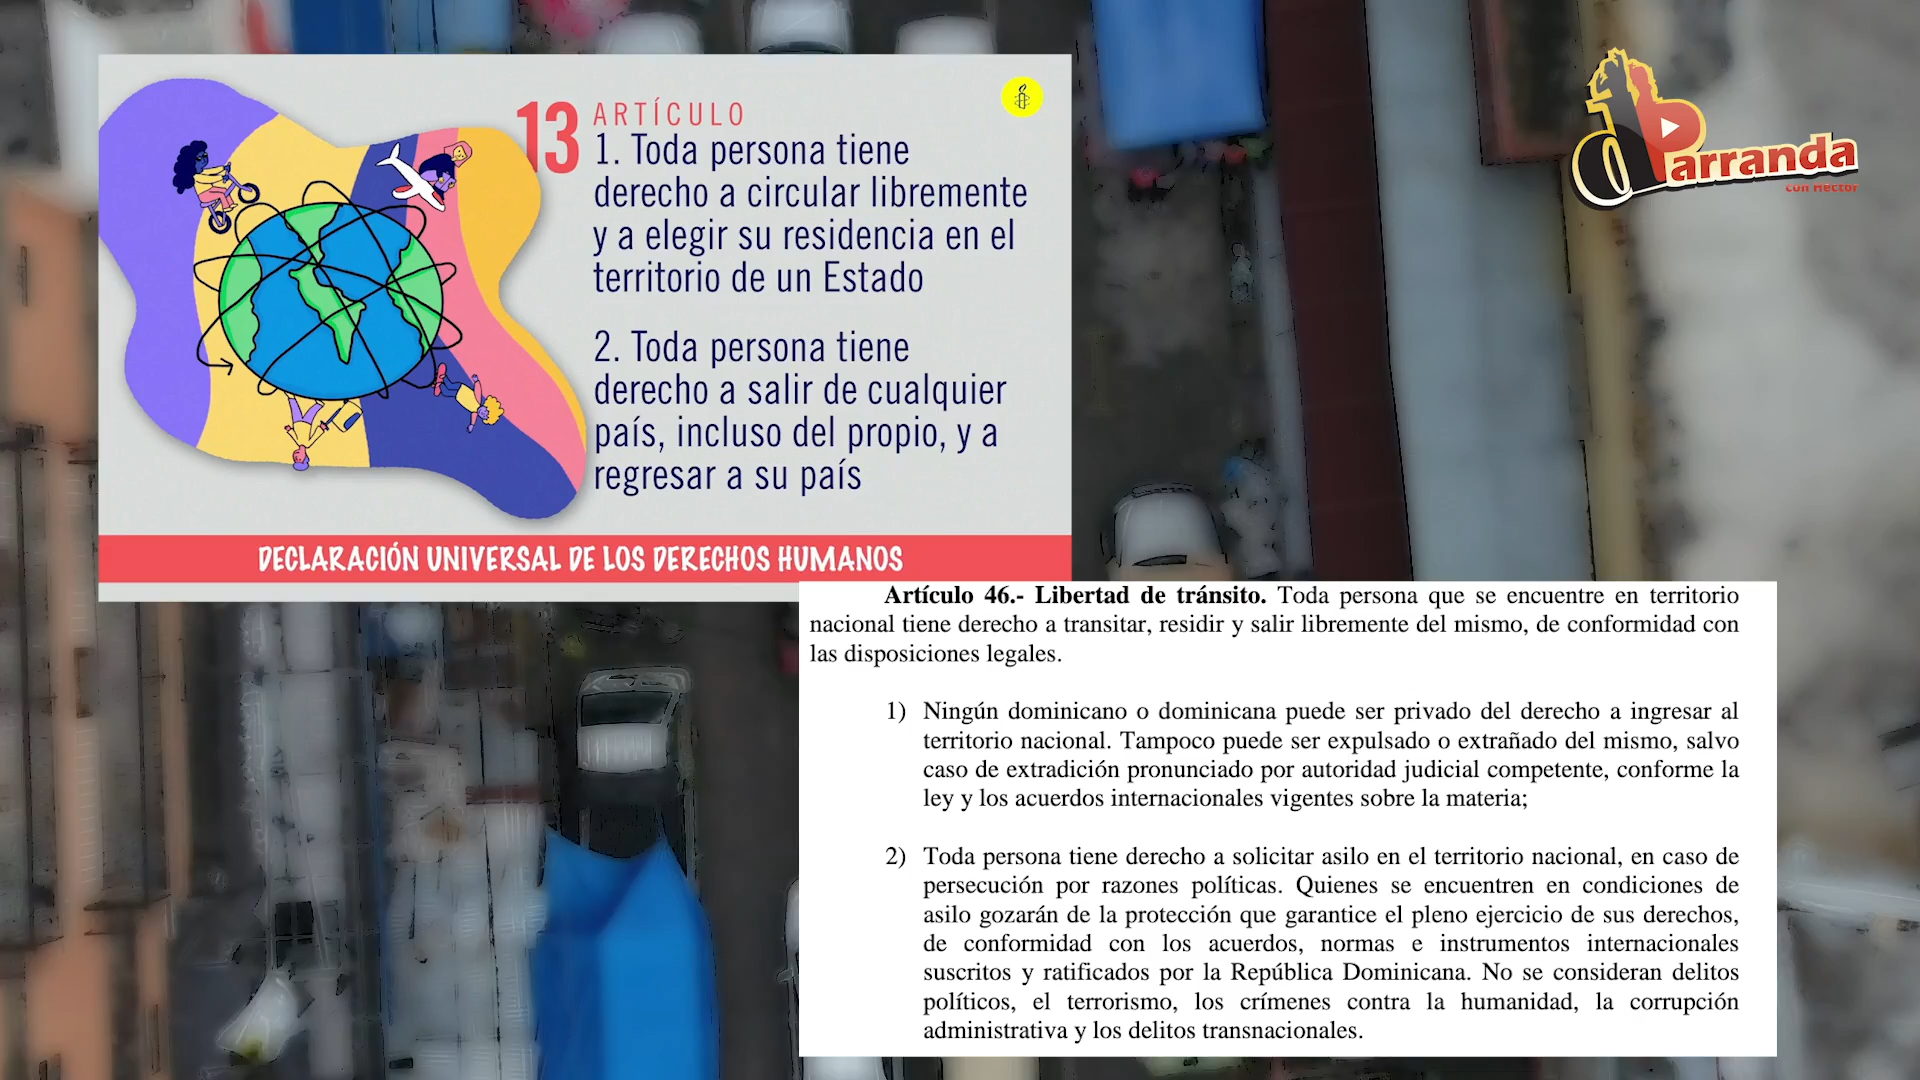 13 ARTÍCULO
1. Toda persona tiene
derecho a circular libremente
y a elegir su residencia en el
territorio de un Estado
2. Toda persona tiene
derecho a salir de cualquier
país, incluso del propio, y a
regresar a su país
DECLARACIÓN UNIVERSAL DE LOS DERECHOS HUMANOS
d Parranda
con Héctor
Artículo 46.- Libertad de tránsito. Toda persona que se encuentre en territorio
nacional tiene derecho a transitar, residir y salir libremente del mismo, de conformidad con
las disposiciones legales.
1) Ningún dominicano o dominicana puede ser privado del derecho a ingresar al
territorio nacional. Tampoco puede ser expulsado o extrañado del mismo, salvo
caso de extradición pronunciado por autoridad judicial competente, conforme la
ley y los acuerdos internacionales vigentes sobre la materia;
2) Toda persona tiene derecho a solicitar asilo en el territorio nacional, en caso de
persecución por razones políticas. Quienes se encuentren en condiciones de
asilo gozarán de la protección que garantice el pleno ejercicio de sus derechos,
de conformidad con los acuerdos, normas e instrumentos internacionales
suscritos y ratificados por la República Dominicana. No se consideran delitos
políticos, el terrorismo, los crímenes contra la humanidad, la corrupción
administrativa y los delitos transnacionales.